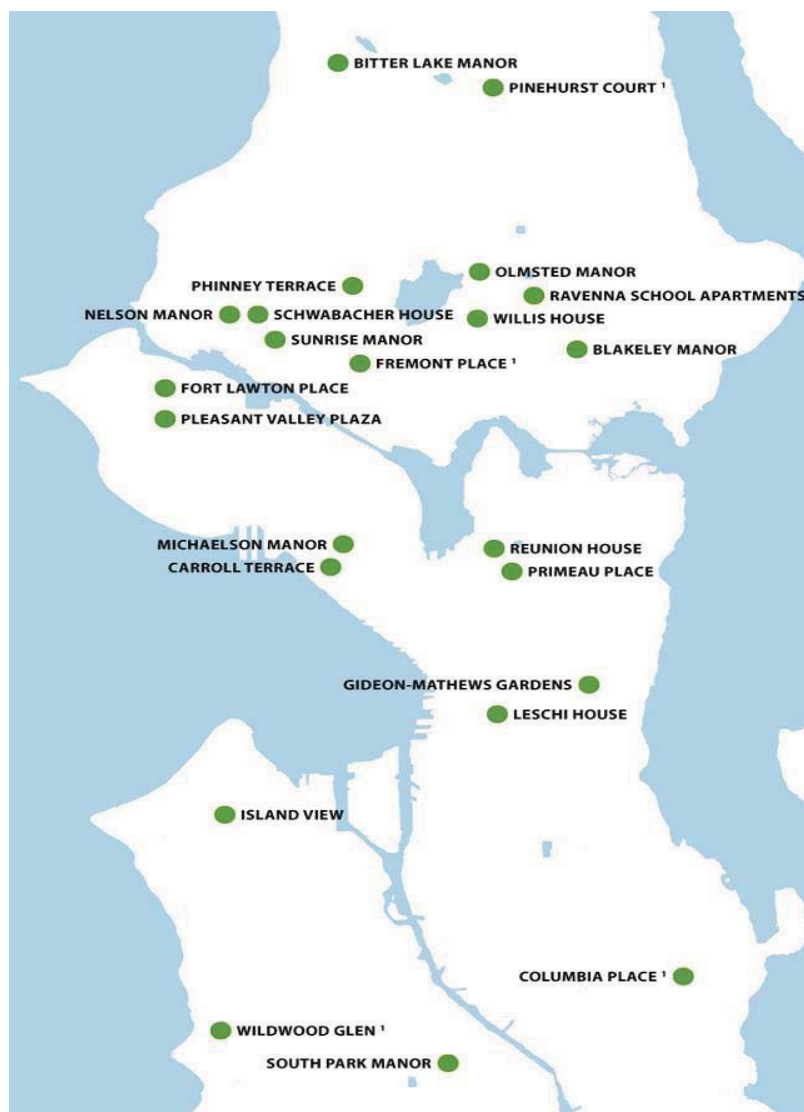 BITTER LAKE MANOR
PINEHURST COURT ¹
OLMSTED MANOR
PHINNEY TERRACE
RAVENNA SCHOOL APARTMENTS
NELSON MANOR
SCHWABACHER HOUSE
WILLIS HOUSE
SUNRISE MANOR
BLAKELEY MANOR
FREMONT PLACE ¹
FORT LAWTON PLACE
PLEASANT VALLEY PLAZA
MICHAELSON MANOR
REUNION HOUSE
CARROLL TERRACE
PRIMEAU PLACE
GIDEON-MATHEWS GARDENS
LESCHI HOUSE
ISLAND VIEW
COLUMBIA PLACE ¹
WILDWOOD GLEN ¹
SOUTH PARK MANOR